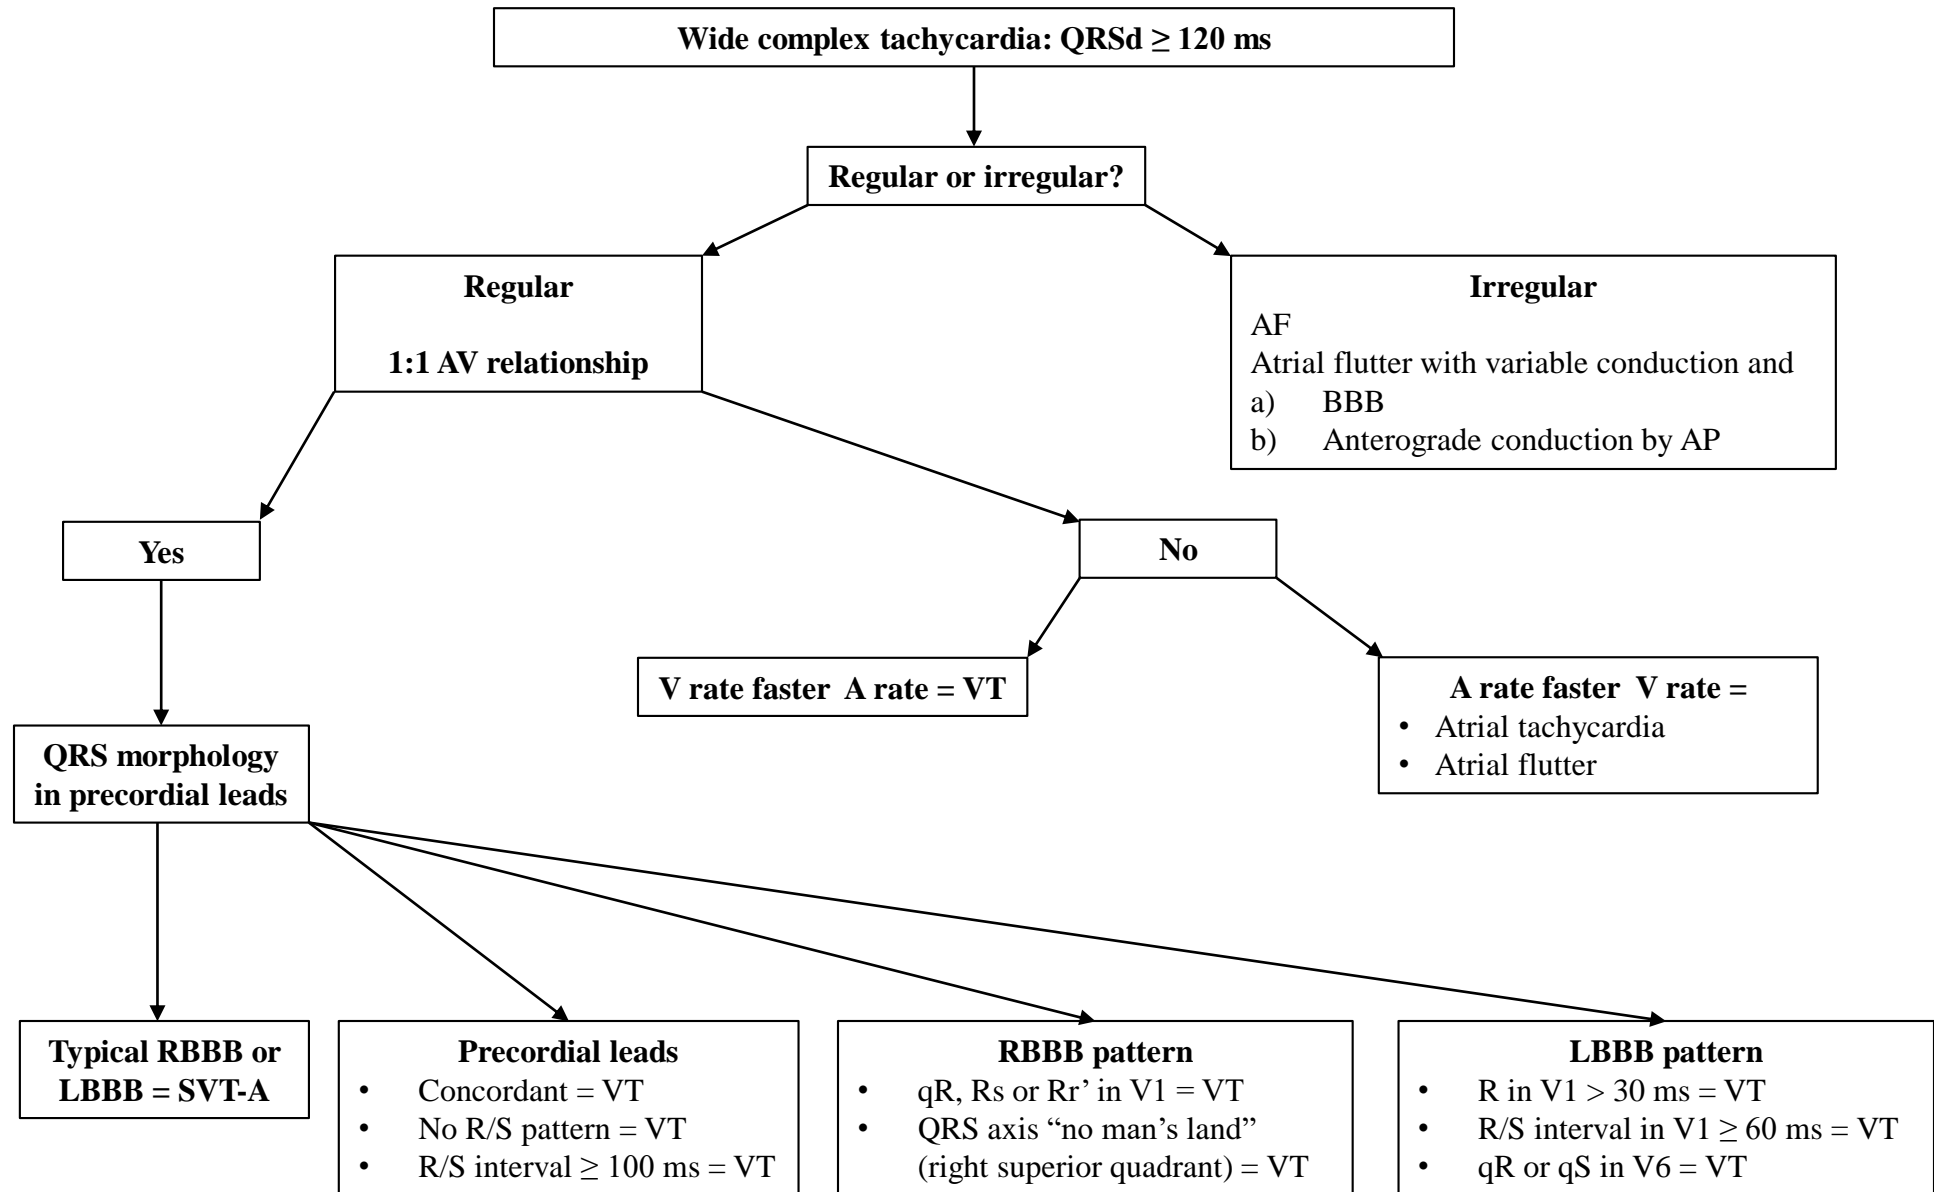 Wide complex tachycardia: QRSd ≥ 120 ms
Regular or irregular?
Regular
1:1 AV relationship
Irregular
AF
Atrial flutter with variable conduction and
a) BBB
b) Anterograde conduction by AP
Yes
No
V rate faster A rate = VT
A rate faster V rate =
• Atrial tachycardia
• Atrial flutter
QRS morphology
in precordial leads
Typical RBBB or
LBBB = SVT-A
Precordial leads
• Concordant = VT
• No R/S pattern = VT
• R/S interval ≥ 100 ms = VT
RBBB pattern
• qR, Rs or Rr’ in V1 = VT
• QRS axis “no man’s land”
(right superior quadrant) = VT
LBBB pattern
• R in V1 > 30 ms = VT
• R/S interval in V1 ≥ 60 ms = VT
• qR or qS in V6 = VT